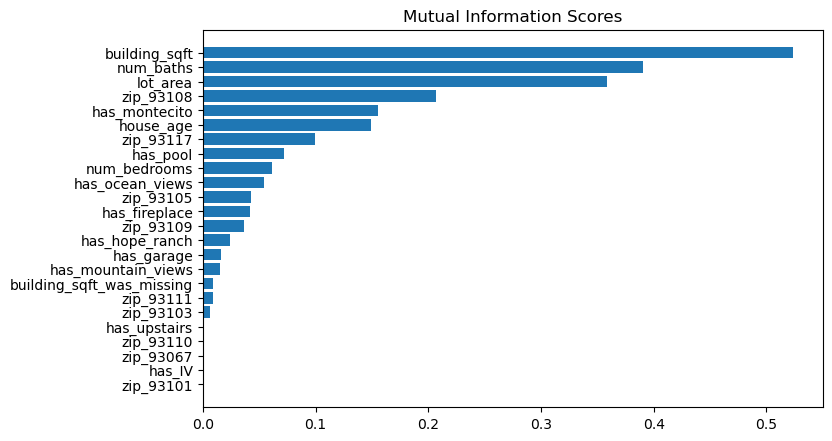 Mutual Information Scores
building_sqft
num_baths
lot_area
zip_93108
has_montecito
house_age
zip_93117
has_pool
num_bedrooms
has_ocean_views
zip_93105
has_fireplace
zip_93109
has_hope_ranch
has_garage
has_mountain_views
building_sqft_was_missing
zip_93111
zip_93103
has_upstairs
zip_93110
zip_93067
has_IV
zip_93101
0.0 0.1 0.2 0.3 0.4 0.5